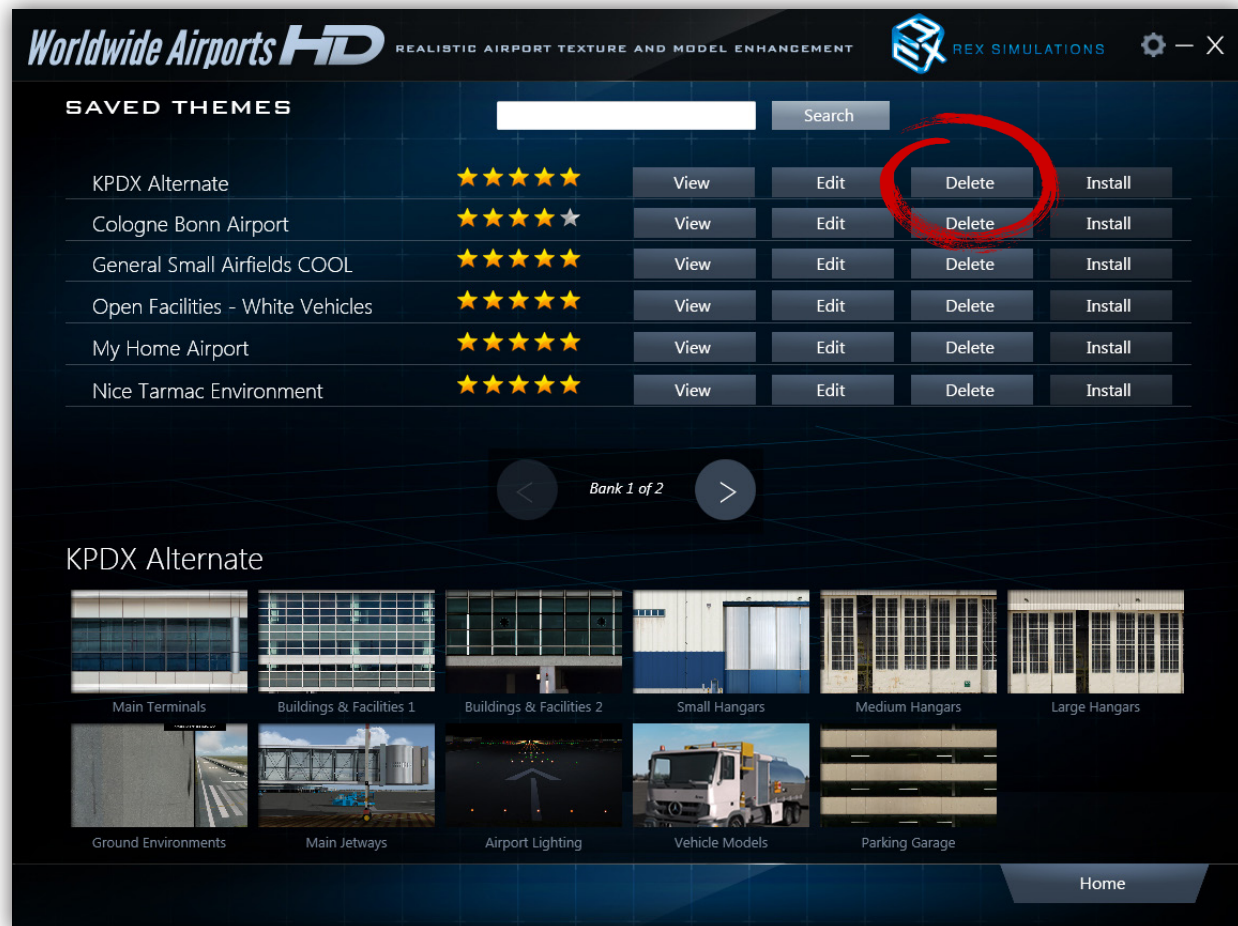 Worldwide Airports HD REALISTIC AIRPORT TEXTURE AND MODEL ENHANCEMENT REX REX SIMULATIONS
SAVED THEMES Search
KPDX Alternate View Edit Delete Install
Cologne Bonn Airport View Edit Delete Install
General Small Airfields COOL View Edit Delete Install
Open Facilities - White Vehicles View Edit Delete Install
My Home Airport View Edit Delete Install
Nice Tarmac Environment View Edit Delete Install
< Bank 1 of 2 >
KPDX Alternate
Main Terminals Buildings & Facilities 1 Buildings & Facilities 2 Small Hangars Medium Hangars Large Hangars
Ground Environments Main Jetways Airport Lighting Vehicle Models Parking Garage
Home